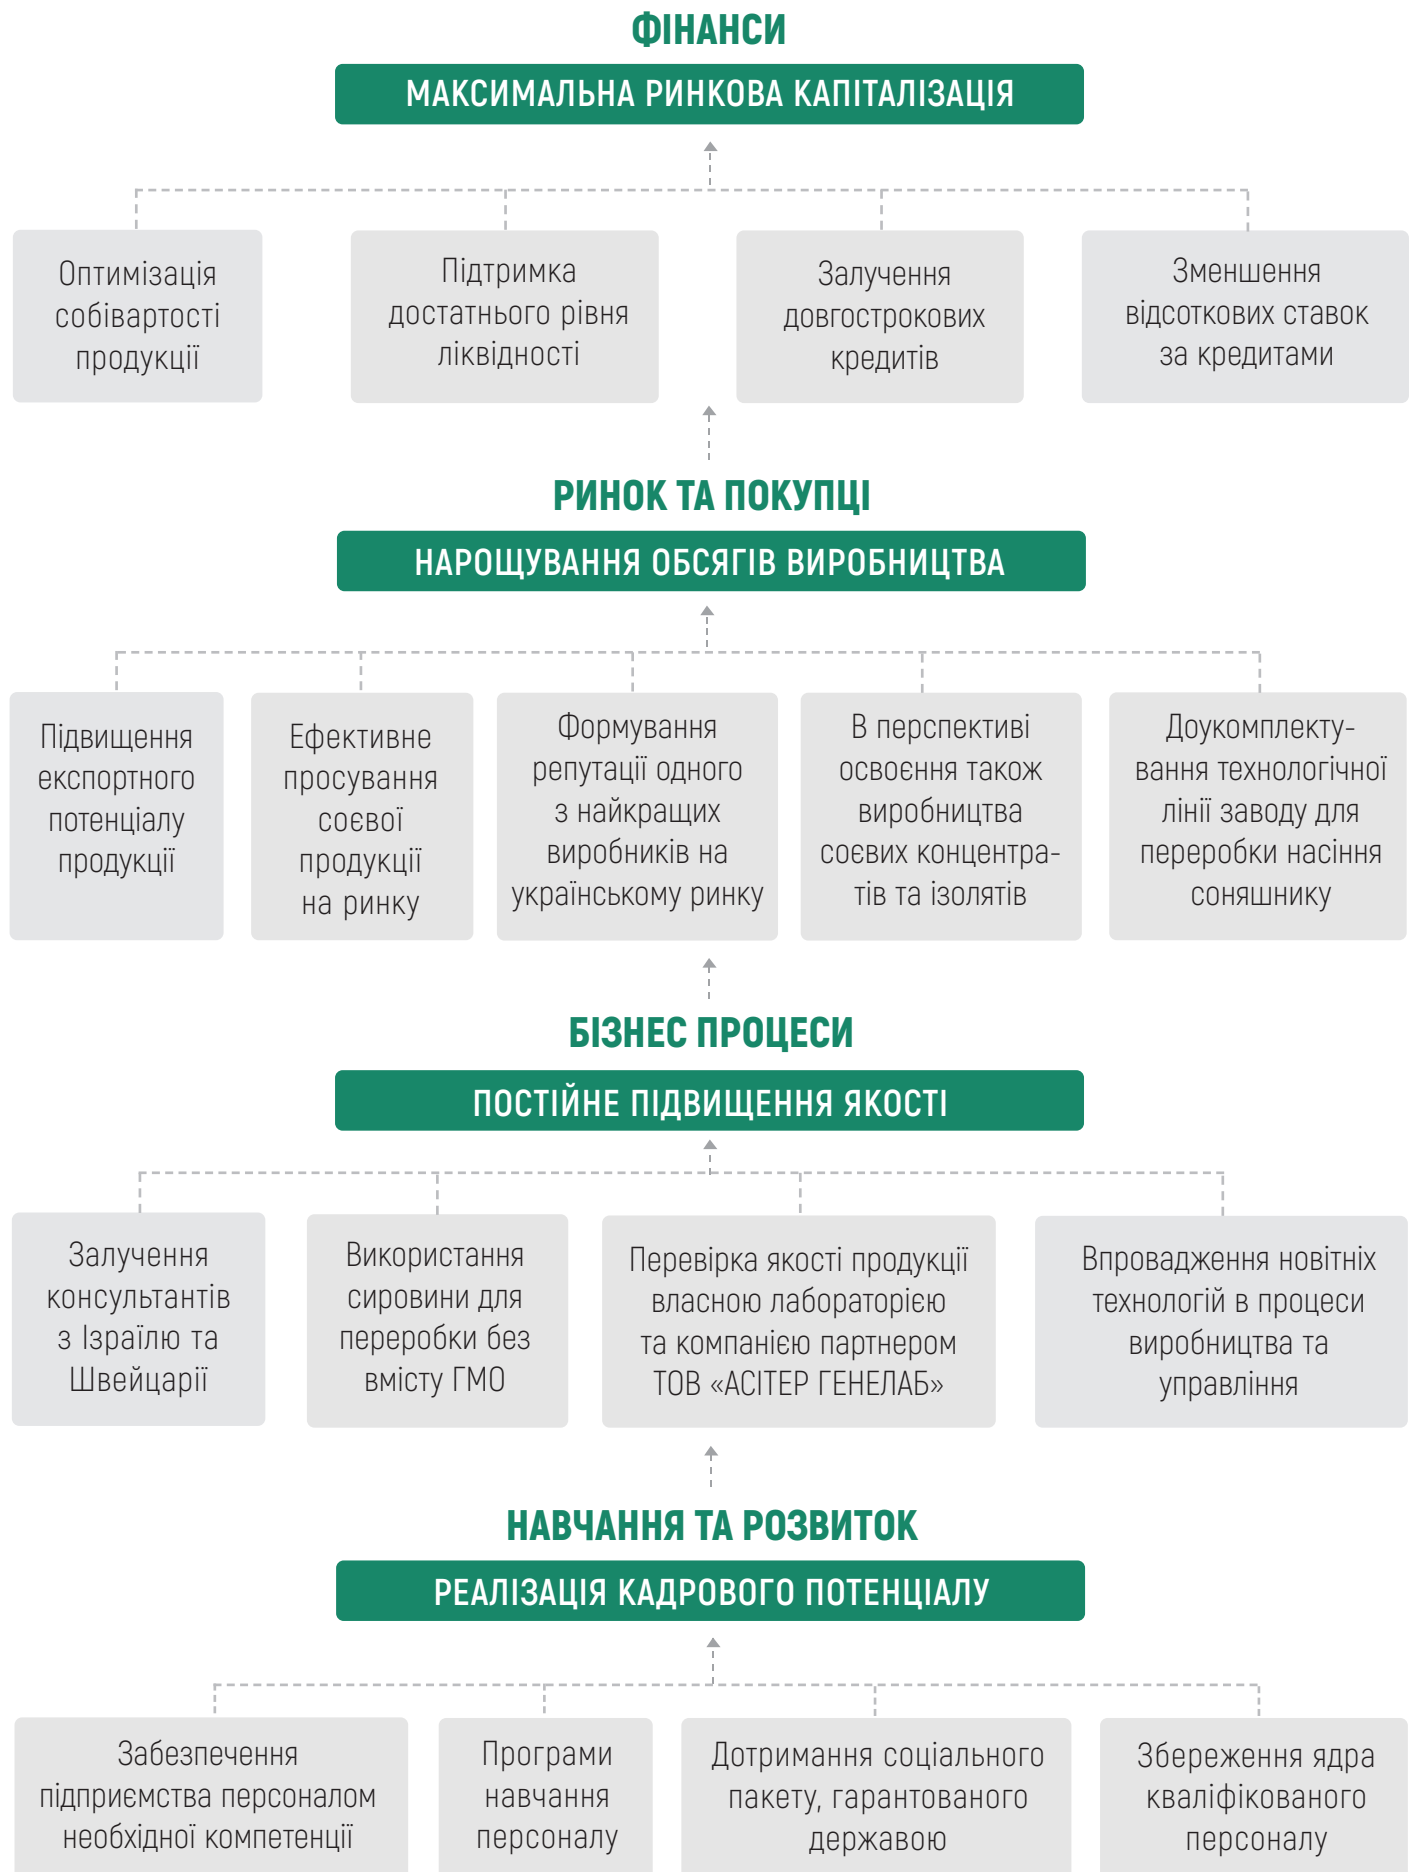 ФІНАНСИ
МАКСИМАЛЬНА РИНКОВА КАПІТАЛІЗАЦІЯ
Оптимізація
собівартості
продукції
Підтримка
достатнього рівня
ліквідності
Залучення
довгострокових
кредитів
Зменшення
відсоткових ставок
за кредитами
РИНОК ТА ПОКУПЦІ
НАРОЩУВАННЯ ОБСЯГІВ ВИРОБНИЦТВА
Підвищення
експортного
потенціалу
продукції
Ефективне
просування
соєвої
продукції
на ринку
Формування
репутації одного
з найкращих
виробників на
українському ринку
В перспективі
освоєння також
виробництва
соєвих концентра-
тів та ізолятів
Доукомплекту-
вання технологічної
лінії заводу для
переробки насіння
соняшнику
БІЗНЕС ПРОЦЕСИ
ПОСТІЙНЕ ПІДВИЩЕННЯ ЯКОСТІ
Залучення
консультантів
з Ізраїлю та
Швейцарії
Використання
сировини для
переробки без
вмісту ГМО
Перевірка якості продукції
власною лабораторією
та компанією партнером
ТОВ «АСІТЕР ГЕНЕЛАБ»
Впровадження новітніх
технологій в процеси
виробництва та
управління
НАВЧАННЯ ТА РОЗВИТОК
РЕАЛІЗАЦІЯ КАДРОВОГО ПОТЕНЦІАЛУ
Забезпечення
підприємства персоналом
необхідної компетенції
Програми
навчання
персоналу
Дотримання соціального
пакету, гарантованого
державою
Збереження ядра
кваліфікованого
персоналу